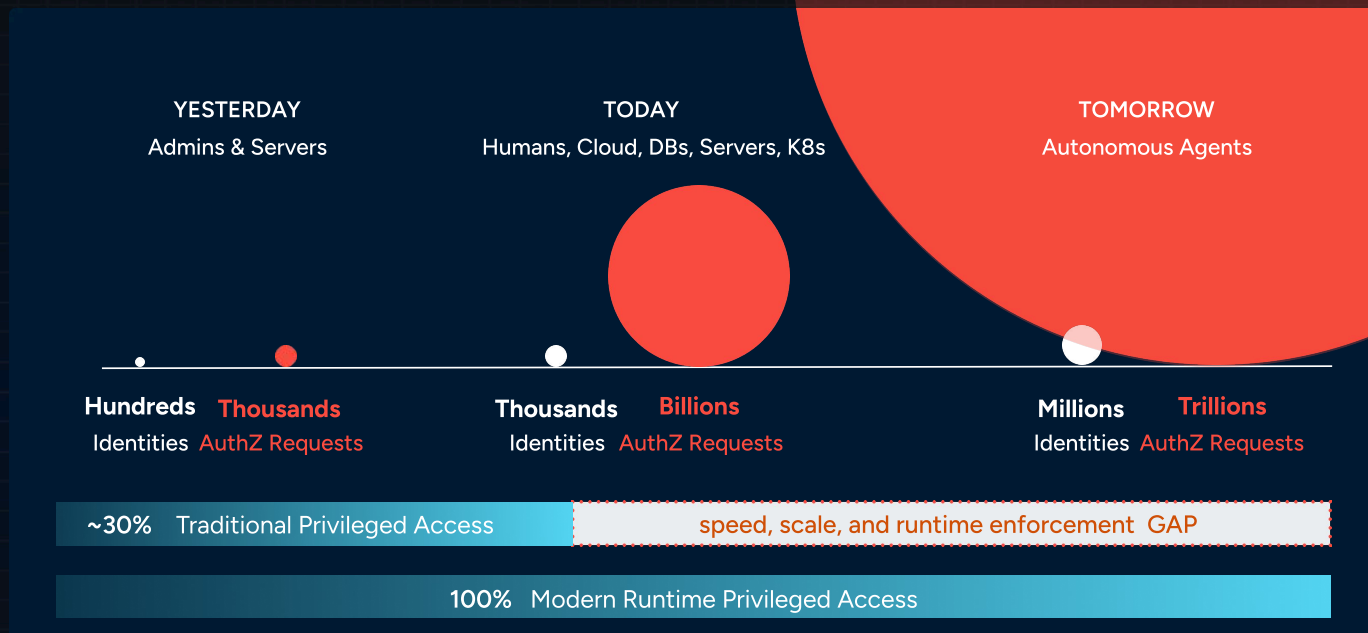 YESTERDAY
Admins & Servers
TODAY
Humans, Cloud, DBs, Servers, K8s
TOMORROW
Autonomous Agents
Hundreds
Identities
Thousands
AuthZ Requests
Thousands
Identities
Billions
AuthZ Requests
Millions
Identities
Trillions
AuthZ Requests
~30% Traditional Privileged Access
speed, scale, and runtime enforcement GAP
100% Modern Runtime Privileged Access